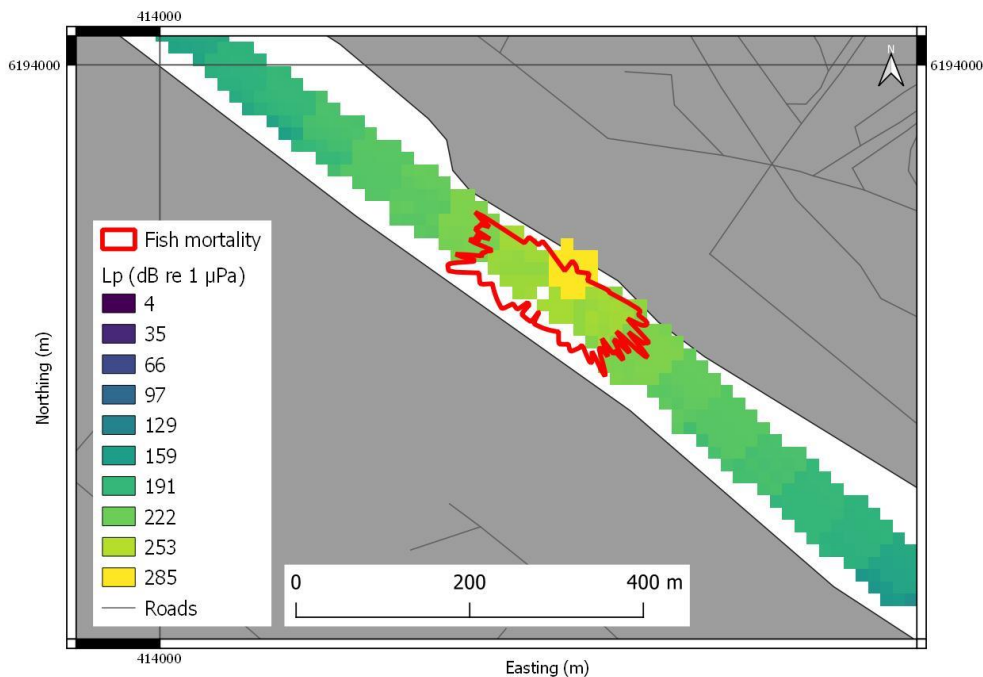 414000
6194000
6194000
N
Fish mortality
Lp (dB re 1 µPa)
4
35
66
97
129
159
191
222
253
285
Roads
0 200 400 m
Northing (m)
414000
Easting (m)